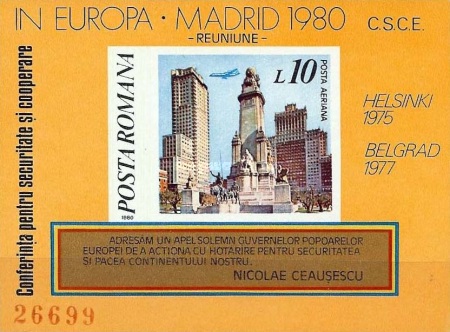 Conferința pentru securitate și cooperare
IN EUROPA · MADRID 1980
-REUNIUNE-
C.S.C.E.
POSTA ROMANA
1980
L10
POSTA AERIANA
HELSINKI
1975
BELGRAD
1977
ADRESĂM UN APEL SOLEMN GUVERNELOR POPOARELOR
EUROPEI DE A ACȚIONA CU HOTĂRÎRE PENTRU SECURITATEA
ȘI PACEA CONTINENTULUI NOSTRU.
NICOLAE CEAUȘESCU
26699